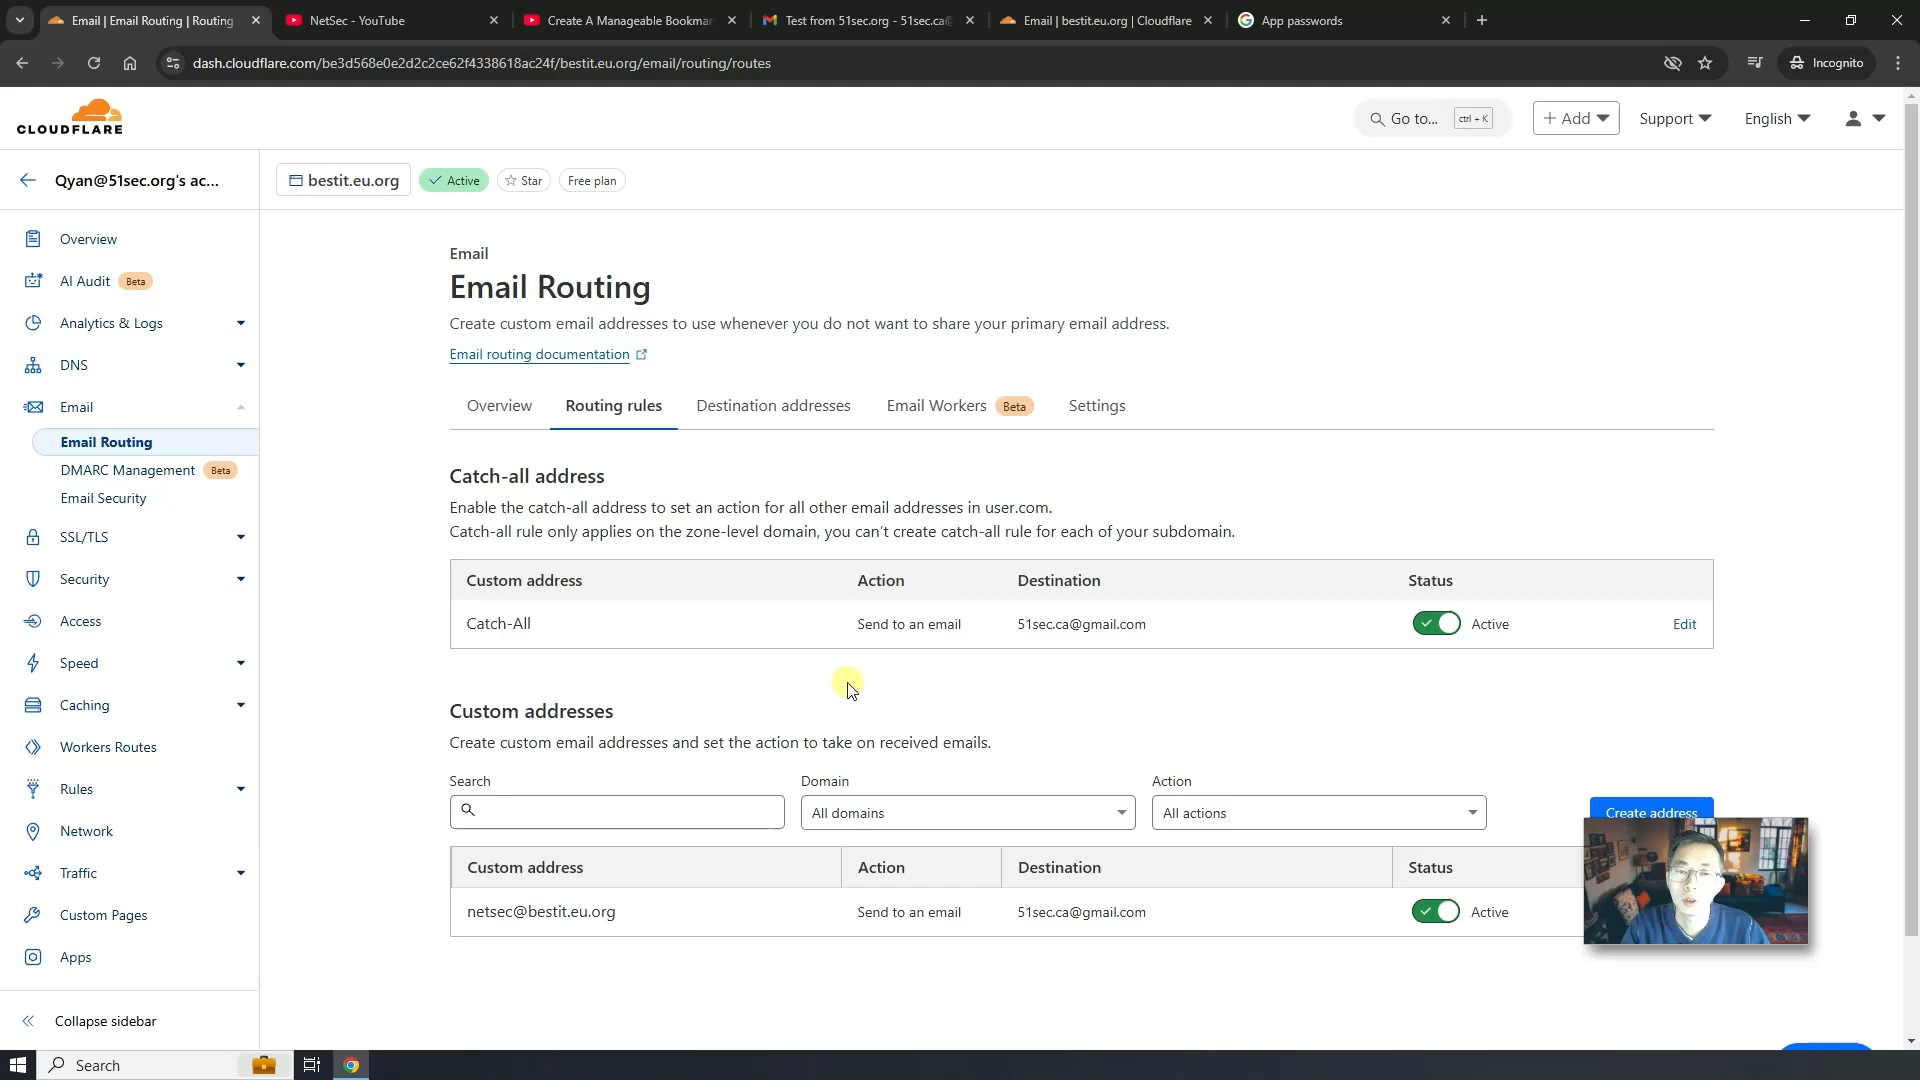 Email | Email Routing | Routing
NetSec - YouTube
Create A Manageable Bookmar
Test from 51sec.org - 51sec.ca@
Email | bestit.eu.org | Cloudflare
App passwords
dash.cloudflare.com/be3d568e0e2d2c2ce62f4338618ac24f/bestit.eu.org/email/routing/routes
Incognito
CLOUDFLARE
Go to...
ctrl + K
+ Add
Support
English
Qyan@51sec.org's ac...
bestit.eu.org
Active
Star
Free plan
Overview
AI Audit
Beta
Analytics & Logs
DNS
Email
Email Routing
DMARC Management
Beta
Email Security
SSL/TLS
Security
Access
Speed
Caching
Workers Routes
Rules
Network
Traffic
Custom Pages
Apps
Collapse sidebar
Email
Email Routing
Create custom email addresses to use whenever you do not want to share your primary email address.
Email routing documentation
Overview
Routing rules
Destination addresses
Email Workers
Beta
Settings
Catch-all address
Enable the catch-all address to set an action for all other email addresses in user.com.
Catch-all rule only applies on the zone-level domain, you can't create catch-all rule for each of your subdomain.
Custom address
Action
Destination
Status
Catch-All
Send to an email
51sec.ca@gmail.com
Active
Edit
Custom addresses
Create custom email addresses and set the action to take on received emails.
Search
Domain
Action
All domains
All actions
Create address
Custom address
Action
Destination
Status
netsec@bestit.eu.org
Send to an email
51sec.ca@gmail.com
Active
Search